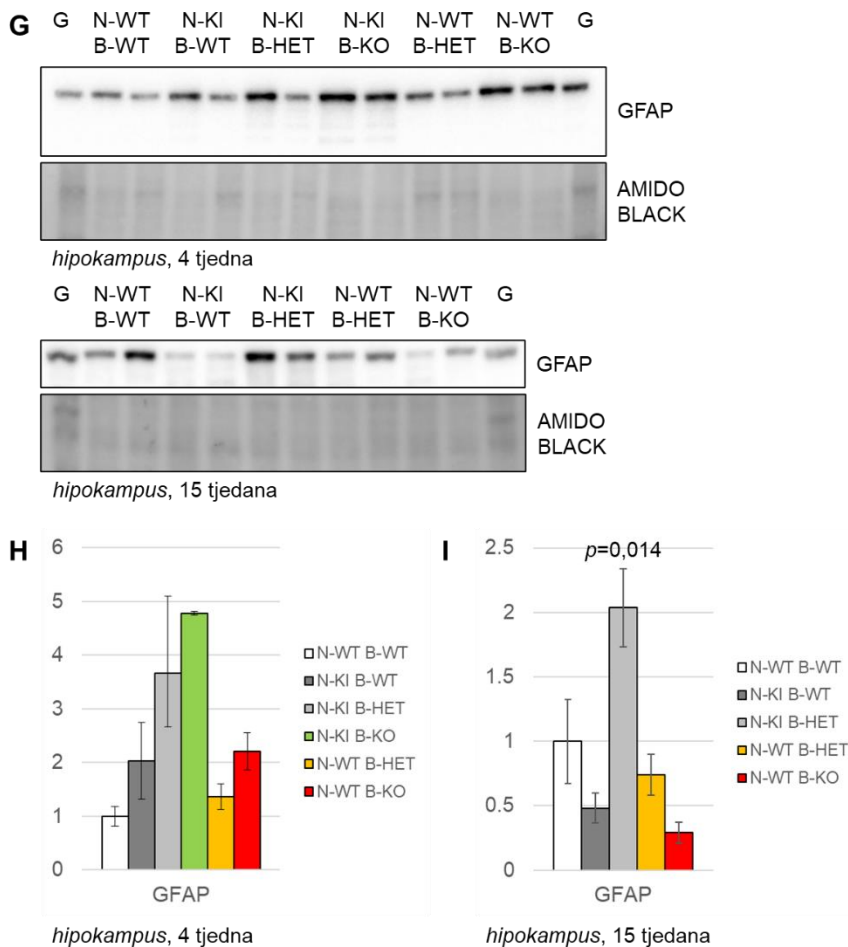 G
G N-WT N-KI N-KI N-KI N-WT N-WT G
B-WT B-WT B-HET B-KO B-HET B-KO
GFAP
AMIDO
BLACK
hipokampus, 4 tjedna
G N-WT N-KI N-KI N-WT N-WT G
B-WT B-WT B-HET B-HET B-KO
GFAP
AMIDO
BLACK
hipokampus, 15 tjedana
H
6
5
4
3
2
1
0
GFAP
N-WT B-WT
N-KI B-WT
N-KI B-HET
N-KI B-KO
N-WT B-HET
N-WT B-KO
hipokampus, 4 tjedna
I
p=0,014
2.5
2
1.5
1
0.5
0
GFAP
N-WT B-WT
N-KI B-WT
N-KI B-HET
N-WT B-HET
N-WT B-KO
hipokampus, 15 tjedana